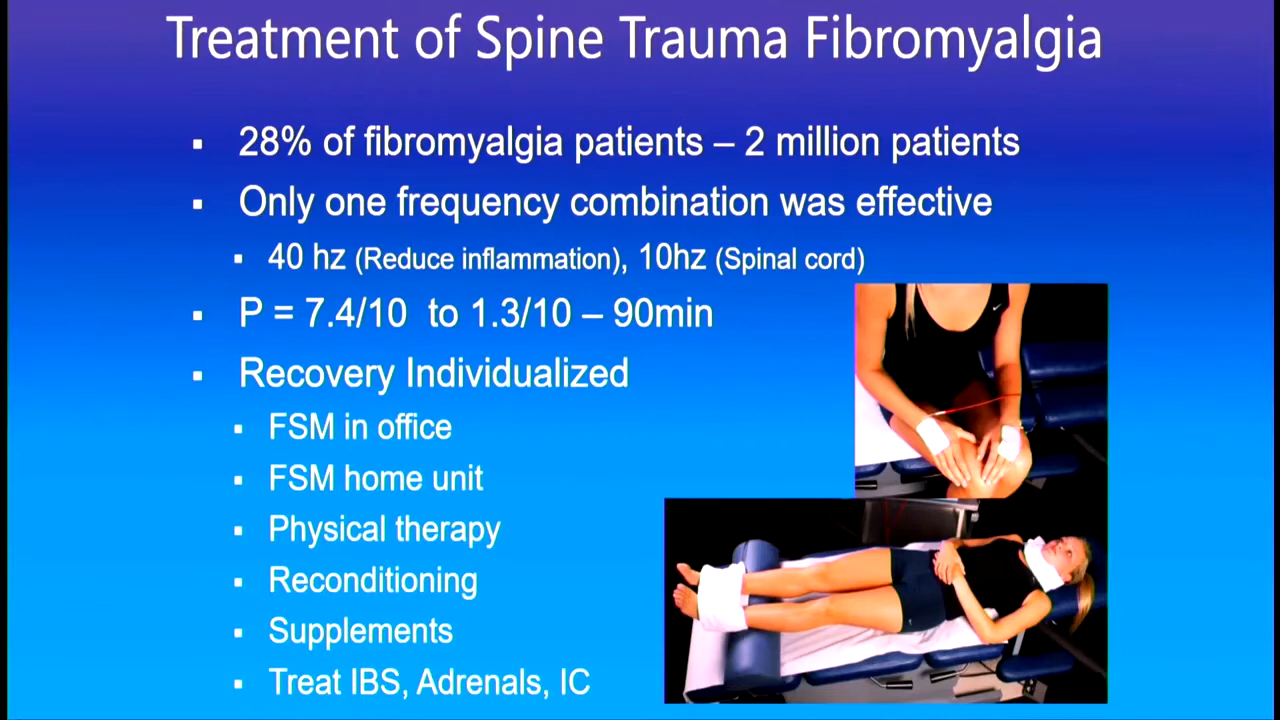 Treatment of Spine Trauma Fibromyalgia
▪ 28% of fibromyalgia patients – 2 million patients
▪ Only one frequency combination was effective
▪ 40 hz (Reduce inflammation), 10hz (Spinal cord)
▪ P = 7.4/10 to 1.3/10 – 90min
▪ Recovery Individualized
▪ FSM in office
▪ FSM home unit
▪ Physical therapy
▪ Reconditioning
▪ Supplements
▪ Treat IBS, Adrenals, IC